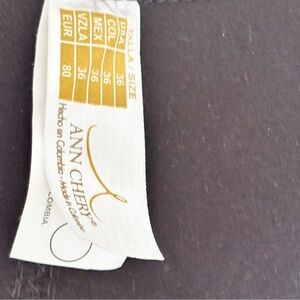 TALLA / SIZE
USA 36
COL 36
MEX 36
VZLA 36
EUR 80
ANN CHERY®
Hecho en Colombia - Made in Colombia
OMBIA